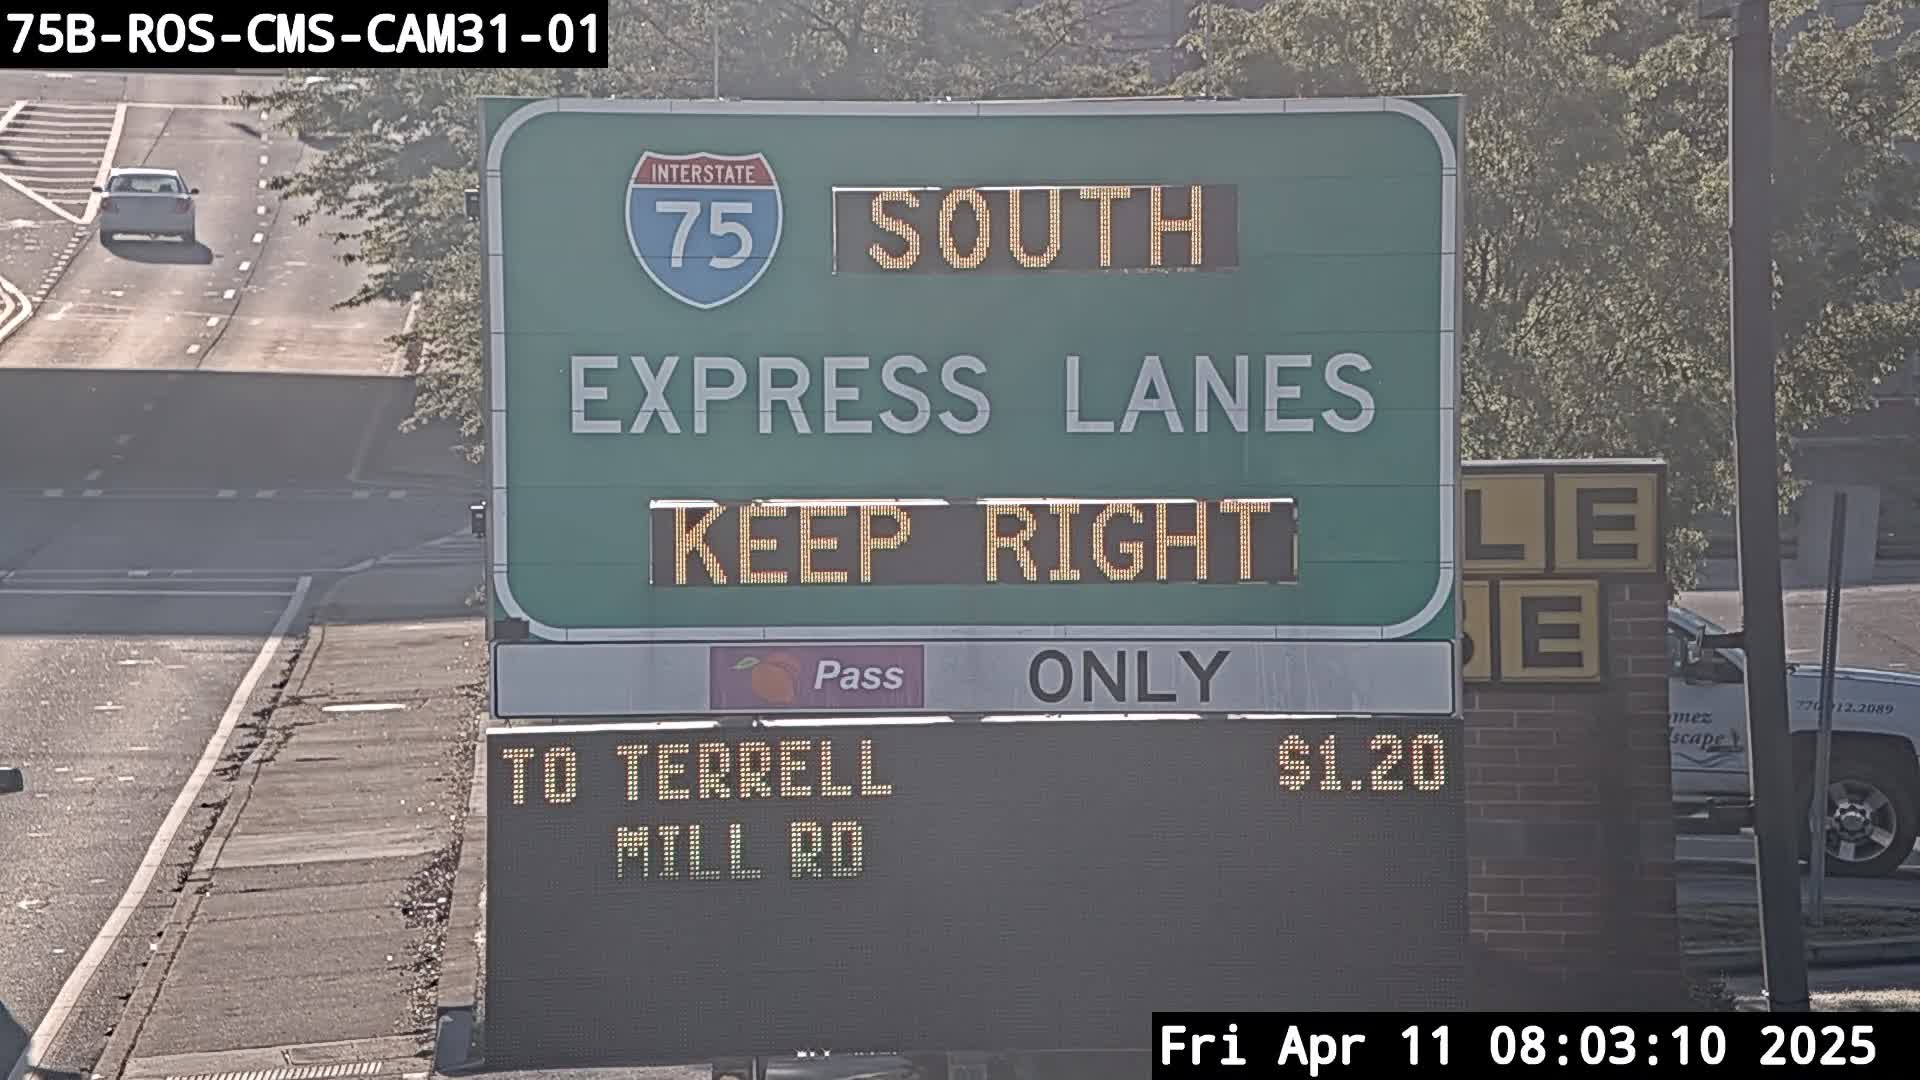 75B-ROS-CMS-CAM31-01
INTERSTATE
75
SOUTH
EXPRESS LANES
KEEP RIGHT
Pass ONLY
TO TERRELL $1.20
MILL RD
LE
E
Fri Apr 11 08:03:10 2025